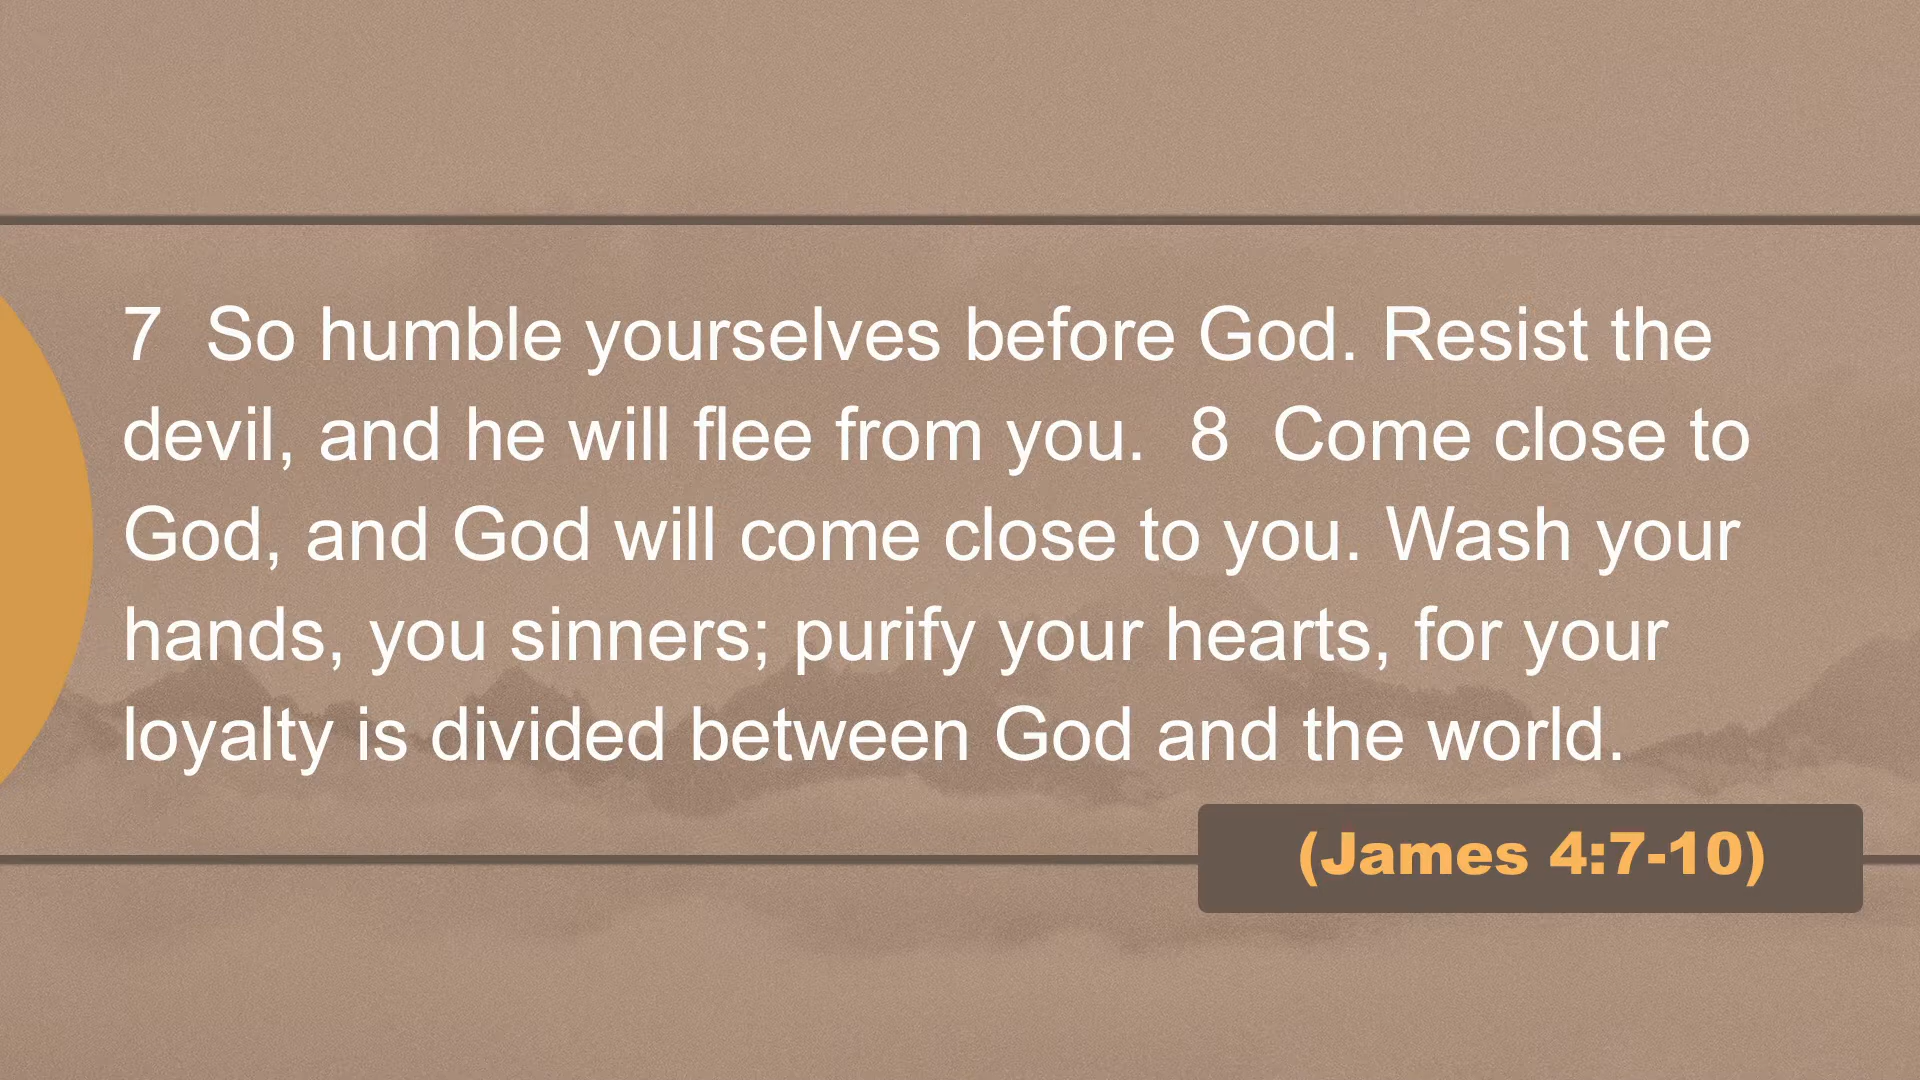 7  So humble yourselves before God. Resist the
devil, and he will flee from you.  8  Come close to
God, and God will come close to you. Wash your
hands, you sinners; purify your hearts, for your
loyalty is divided between God and the world.
(James 4:7-10)